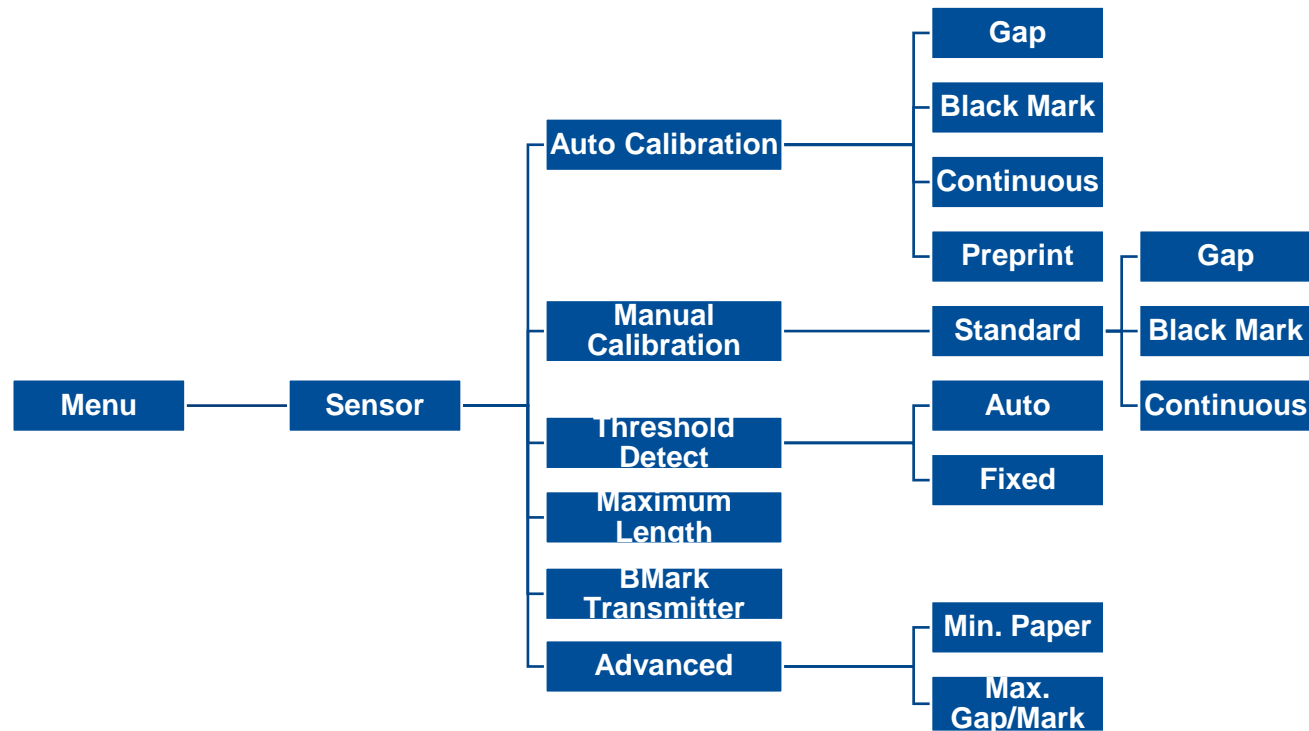 Gap
Black Mark
Auto Calibration
Continuous
Preprint
Gap
Manual
Calibration
Standard
Black Mark
Menu
Sensor
Auto
Continuous
Threshold
Detect
Fixed
Maximum
Length
BMark
Transmitter
Min. Paper
Advanced
Max.
Gap/Mark